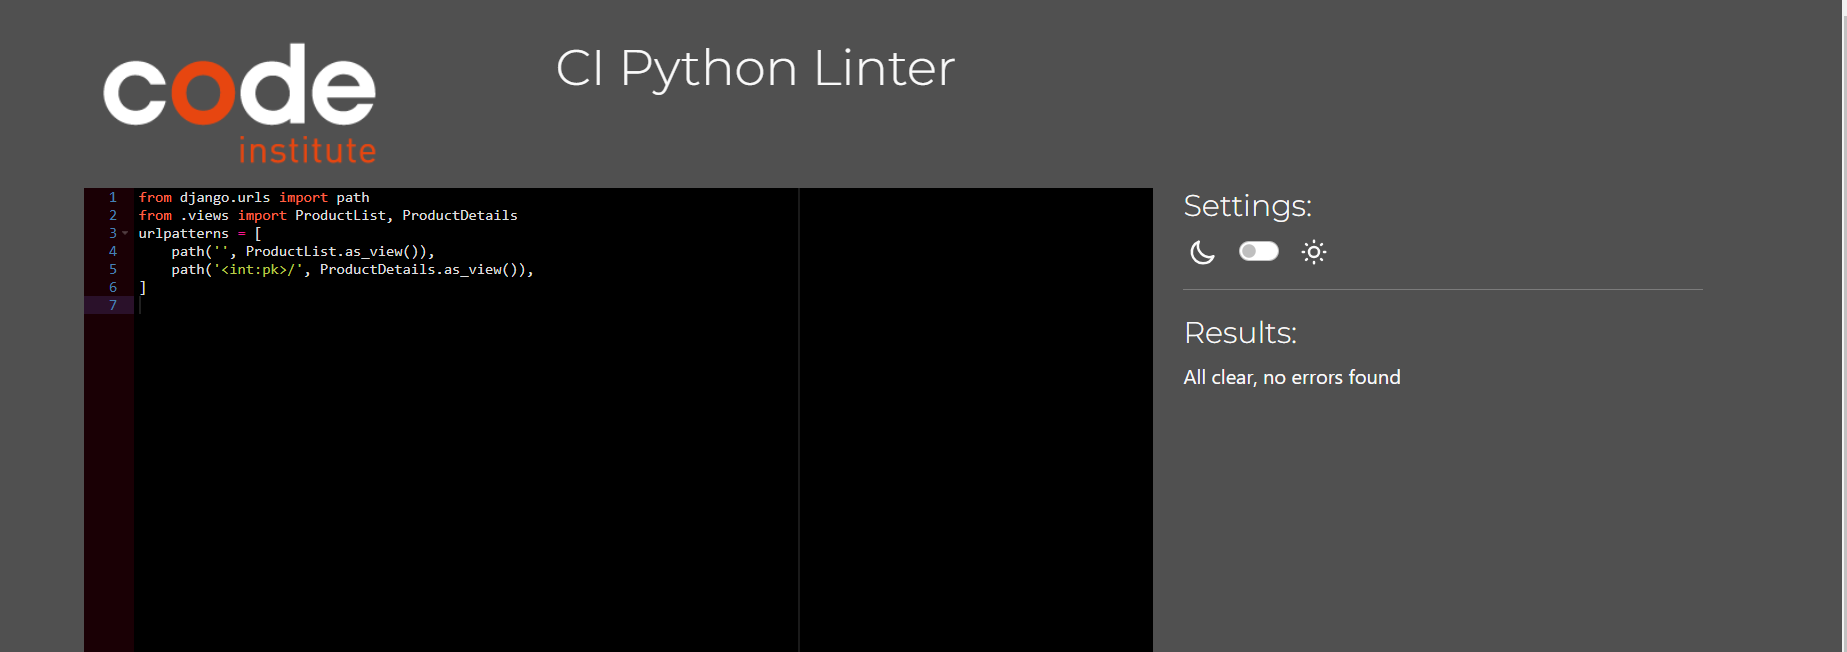 code
institute
CI Python Linter
1 from django.urls import path
2 from .views import ProductList, ProductDetails
3 urlpatterns = [
4     path('', ProductList.as_view()),
5     path('<int:pk>/', ProductDetails.as_view()),
6 ]
7
Settings:
Results:
All clear, no errors found